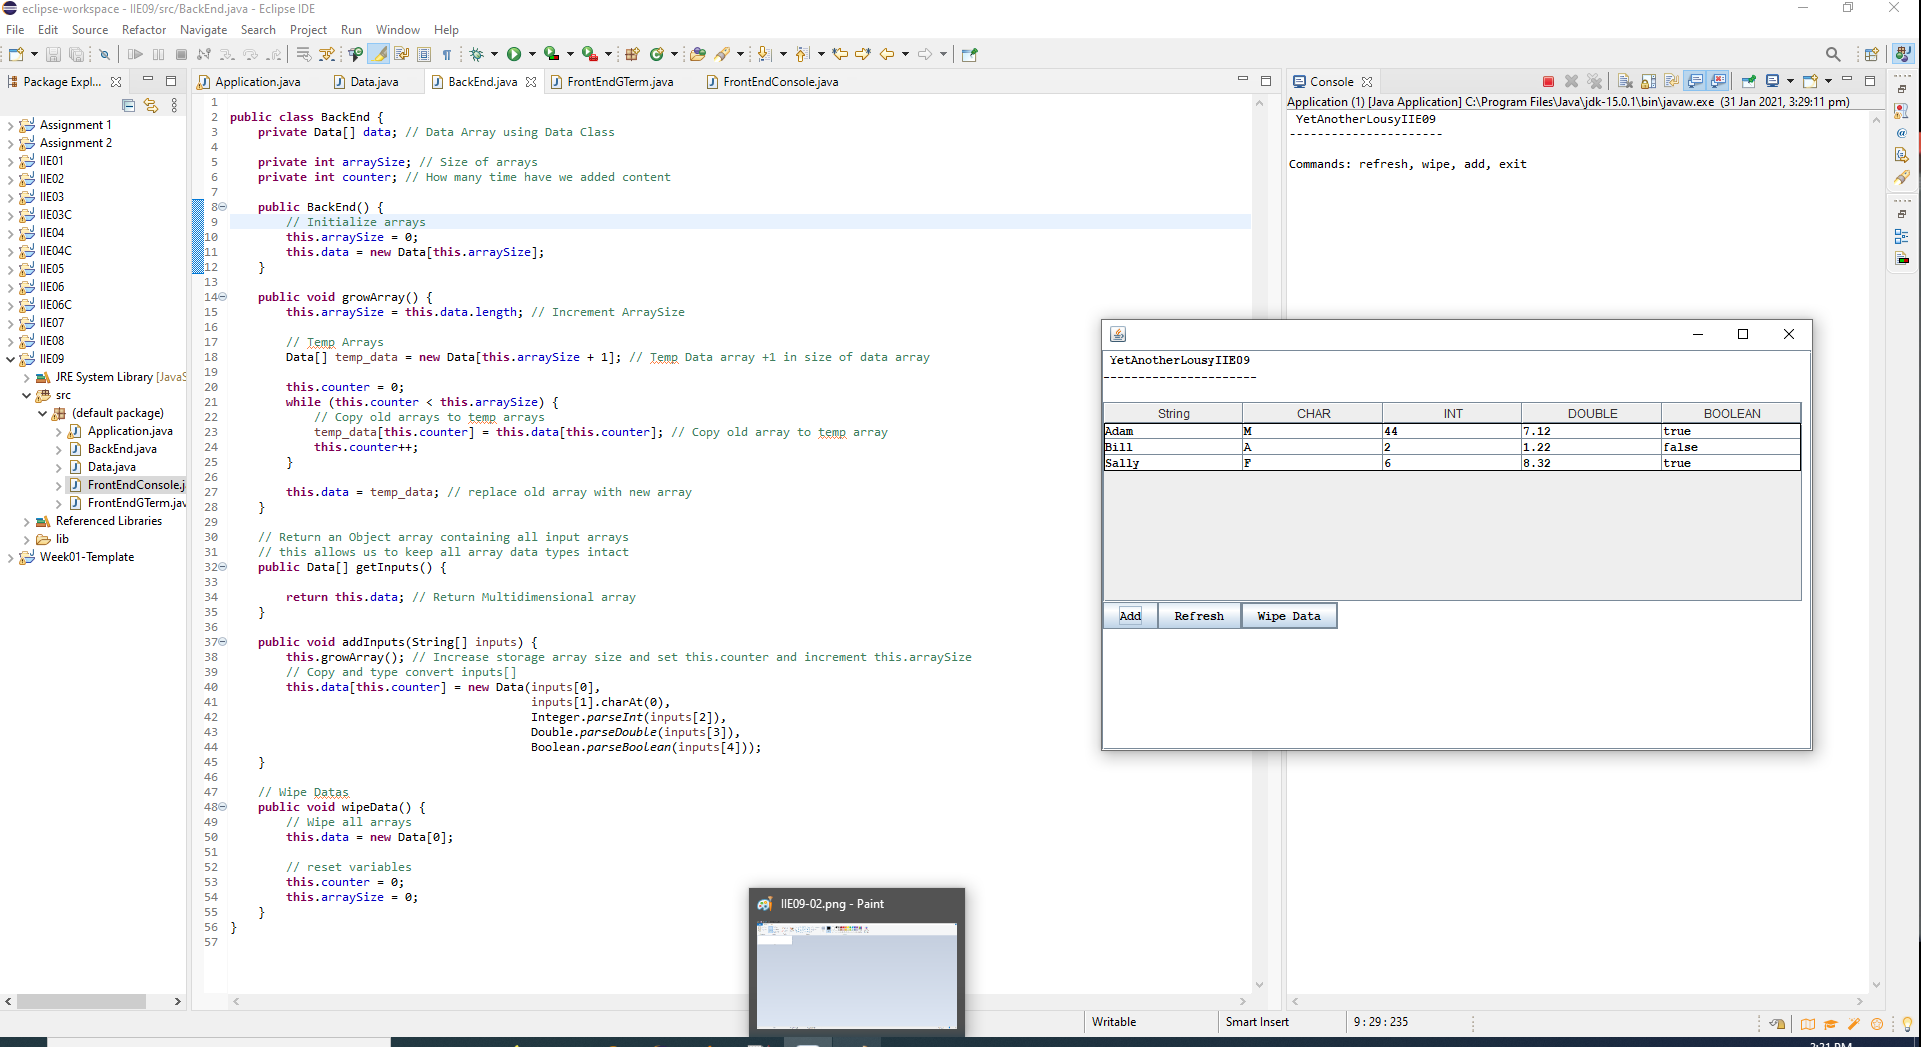 eclipse-workspace - IIE09/src/BackEnd.java - Eclipse IDE
File Edit Source Refactor Navigate Search Project Run Window Help
Package Expl...
Assignment 1
Assignment 2
IIE01
IIE02
IIE03
IIE03C
IIE04
IIE04C
IIE05
IIE06
IIE06C
IIE07
IIE08
IIE09
JRE System Library [JavaS
src
(default package)
Application.java
BackEnd.java
Data.java
FrontEndConsole.j
FrontEndGTerm.jav
Referenced Libraries
lib
Week01-Template
Application.java Data.java BackEnd.java FrontEndGTerm.java FrontEndConsole.java
1
2 public class BackEnd {
3 private Data[] data; // Data Array using Data Class
4
5 private int arraySize; // Size of arrays
6 private int counter; // How many time have we added content
7
8 public BackEnd() {
9 // Initialize arrays
10 this.arraySize = 0;
11 this.data = new Data[this.arraySize];
12 }
13
14 public void growArray() {
15 this.arraySize = this.data.length; // Increment ArraySize
16
17 // Temp Arrays
18 Data[] temp_data = new Data[this.arraySize + 1]; // Temp Data array +1 in size of data array
19
20 this.counter = 0;
21 while (this.counter < this.arraySize) {
22 // Copy old arrays to temp arrays
23 temp_data[this.counter] = this.data[this.counter]; // Copy old array to temp array
24 this.counter++;
25 }
26
27 this.data = temp_data; // replace old array with new array
28 }
29
30 // Return an Object array containing all input arrays
31 // this allows us to keep all array data types intact
32 public Data[] getInputs() {
33
34 return this.data; // Return Multidimensional array
35 }
36
37 public void addInputs(String[] inputs) {
38 this.growArray(); // Increase storage array size and set this.counter and increment this.arraySize
39 // Copy and type convert inputs[]
40 this.data[this.counter] = new Data(inputs[0],
41 inputs[1].charAt(0),
42 Integer.parseInt(inputs[2]),
43 Double.parseDouble(inputs[3]),
44 Boolean.parseBoolean(inputs[4]));
45 }
46
47 // Wipe Datas
48 public void wipeData() {
49 // Wipe all arrays
50 this.data = new Data[0];
51
52 // reset variables
53 this.counter = 0;
54 this.arraySize = 0;
55 }
56 }
57
Console
Application (1) [Java Application] C:\Program Files\Java\jdk-15.0.1\bin\javaw.exe (31 Jan 2021, 3:29:11 pm)
YetAnotherLousyIIE09
----------------------
Commands: refresh, wipe, add, exit
YetAnotherLousyIIE09
----------------------
String CHAR INT DOUBLE BOOLEAN
Adam M 44 7.12 true
Bill A 2 1.22 false
Sally F 6 8.32 true
Add Refresh Wipe Data
IIE09-02.png - Paint
Writable Smart Insert 9 : 29 : 235